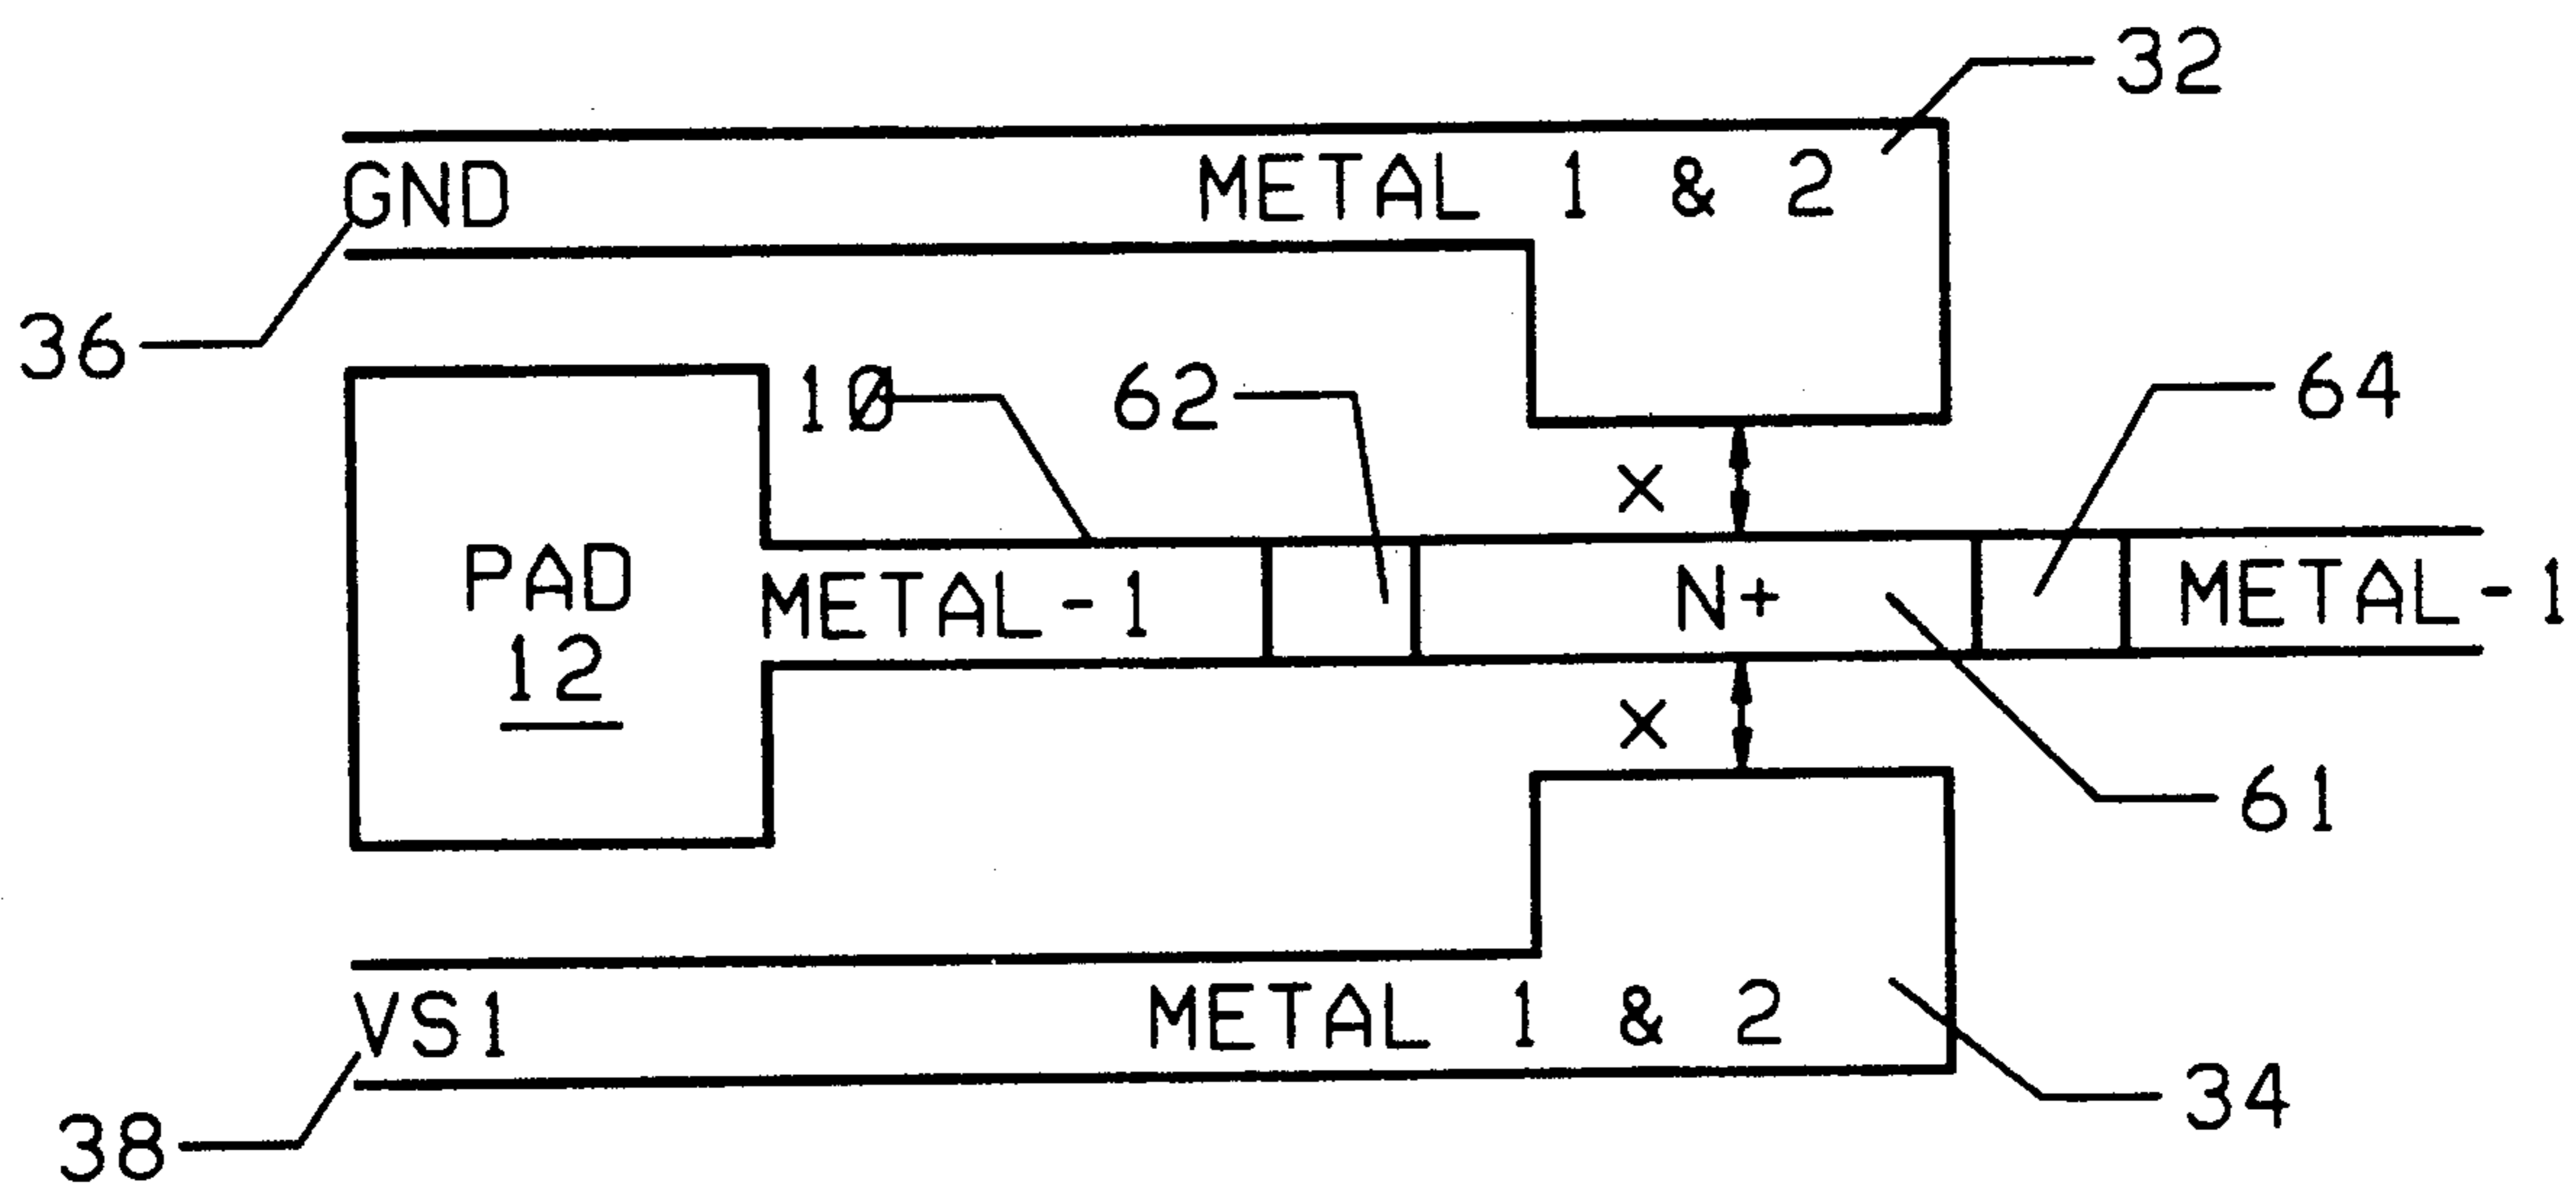 32
GND METAL 1 & 2
36
10 62 64
X
PAD METAL-1 N+ METAL-1
12
X
61
VS1 METAL 1 & 2
34
38